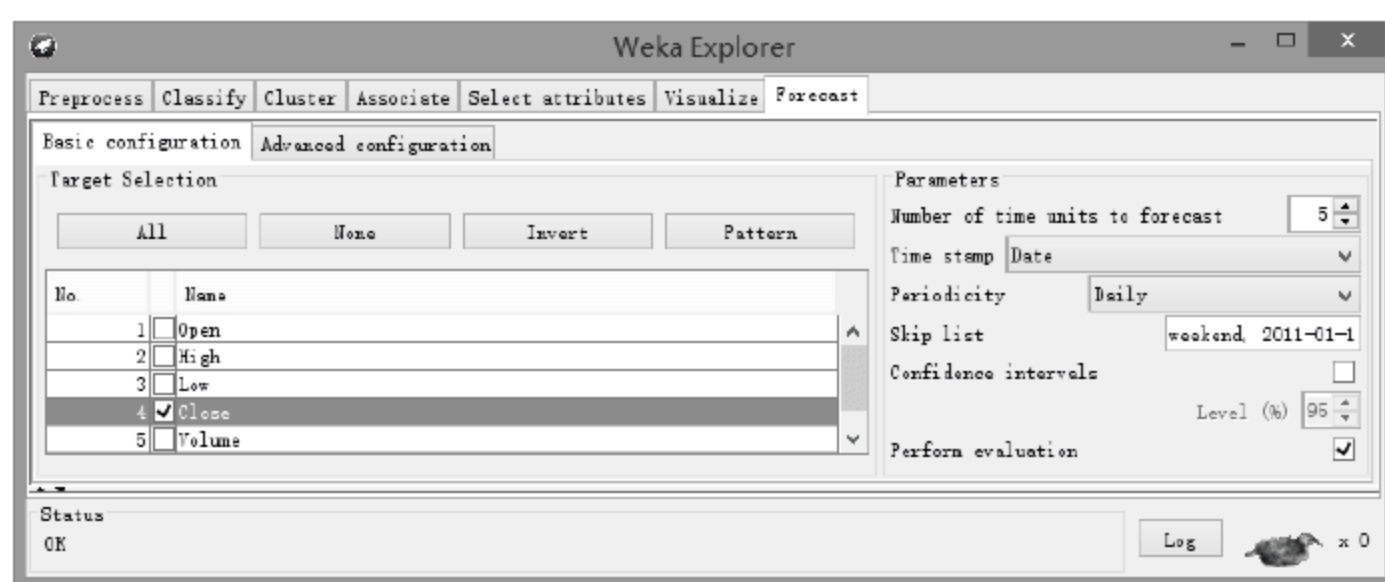 Weka Explorer
Preprocess Classify Cluster Associate Select attributes Visualize Forecast
Basic configuration Advanced configuration
Target Selection
All None Invert Pattern
No. Name
1 Open
2 High
3 Low
4 Close
5 Volume
Parameters
Number of time units to forecast 5
Time stamp Date
Periodicity Daily
Skip list weekend, 2011-01-1
Confidence intervals
Level (%) 95
Perform evaluation
Status
OK
Log x 0